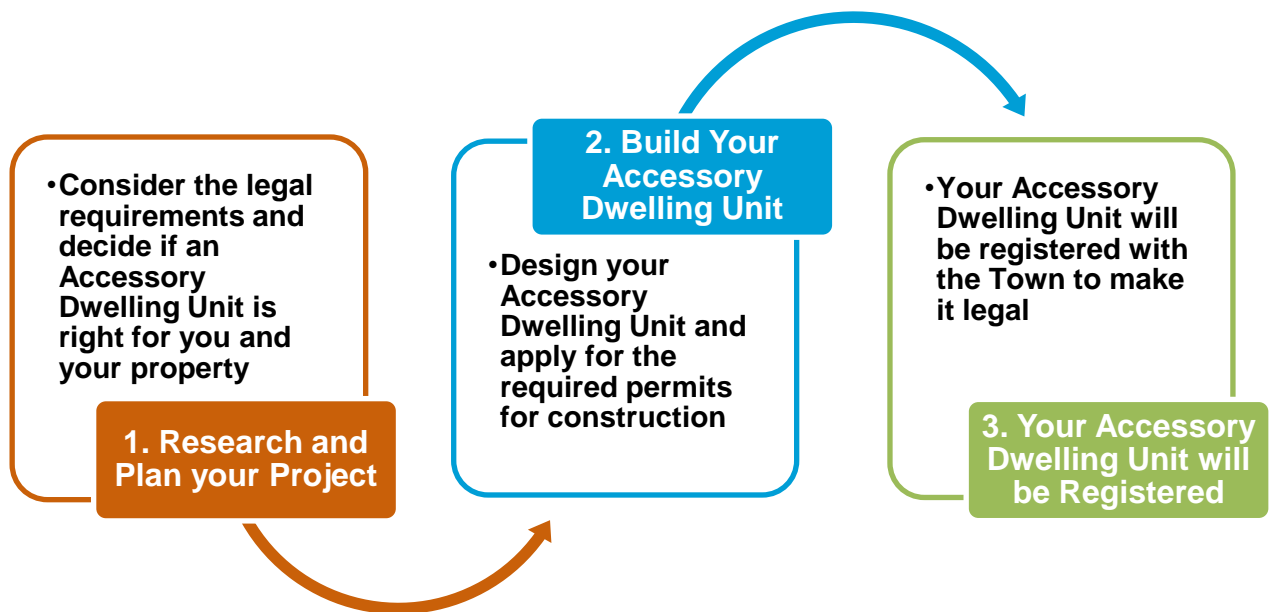 •Consider the legal
requirements and
decide if an
Accessory
Dwelling Unit is
right for you and
your property
1. Research and
Plan your Project
2. Build Your
Accessory
Dwelling Unit
•Design your
Accessory
Dwelling Unit and
apply for the
required permits
for construction
•Your Accessory
Dwelling Unit will
be registered with
the Town to make
it legal
3. Your Accessory
Dwelling Unit will
be Registered